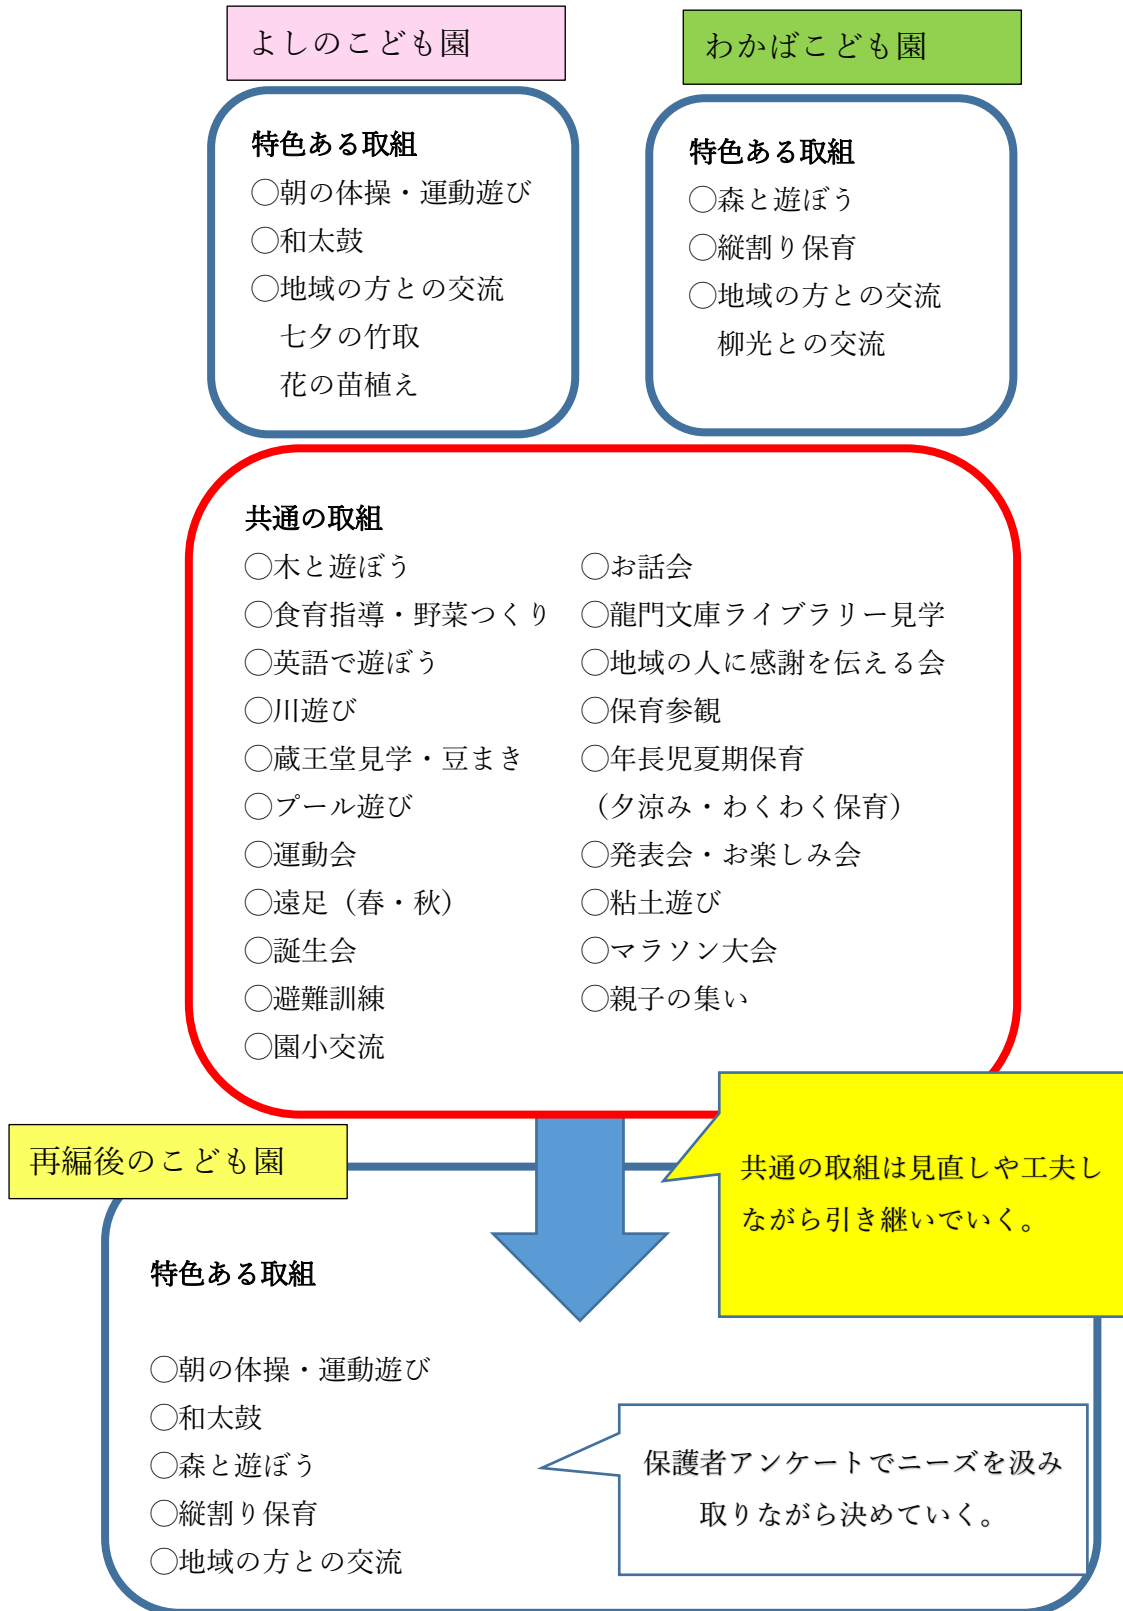 よしのこども園
特色ある取組
◯朝の体操・運動遊び
◯和太鼓
◯地域の方との交流
七夕の竹取
花の苗植え
わかばこども園
特色ある取組
◯森と遊ぼう
◯縦割り保育
◯地域の方との交流
柳光との交流
共通の取組
◯木と遊ぼう
◯食育指導・野菜つくり
◯英語で遊ぼう
◯川遊び
◯蔵王堂見学・豆まき
◯プール遊び
◯運動会
◯遠足（春・秋）
◯誕生会
◯避難訓練
◯園小交流
◯お話会
◯龍門文庫ライブラリー見学
◯地域の人に感謝を伝える会
◯保育参観
◯年長児夏期保育
（夕涼み・わくわく保育）
◯発表会・お楽しみ会
◯粘土遊び
◯マラソン大会
◯親子の集い
共通の取組は見直しや工夫し
ながら引き継いでいく。
再編後のこども園
特色ある取組
◯朝の体操・運動遊び
◯和太鼓
◯森と遊ぼう
◯縦割り保育
◯地域の方との交流
保護者アンケートでニーズを汲み
取りながら決めていく。